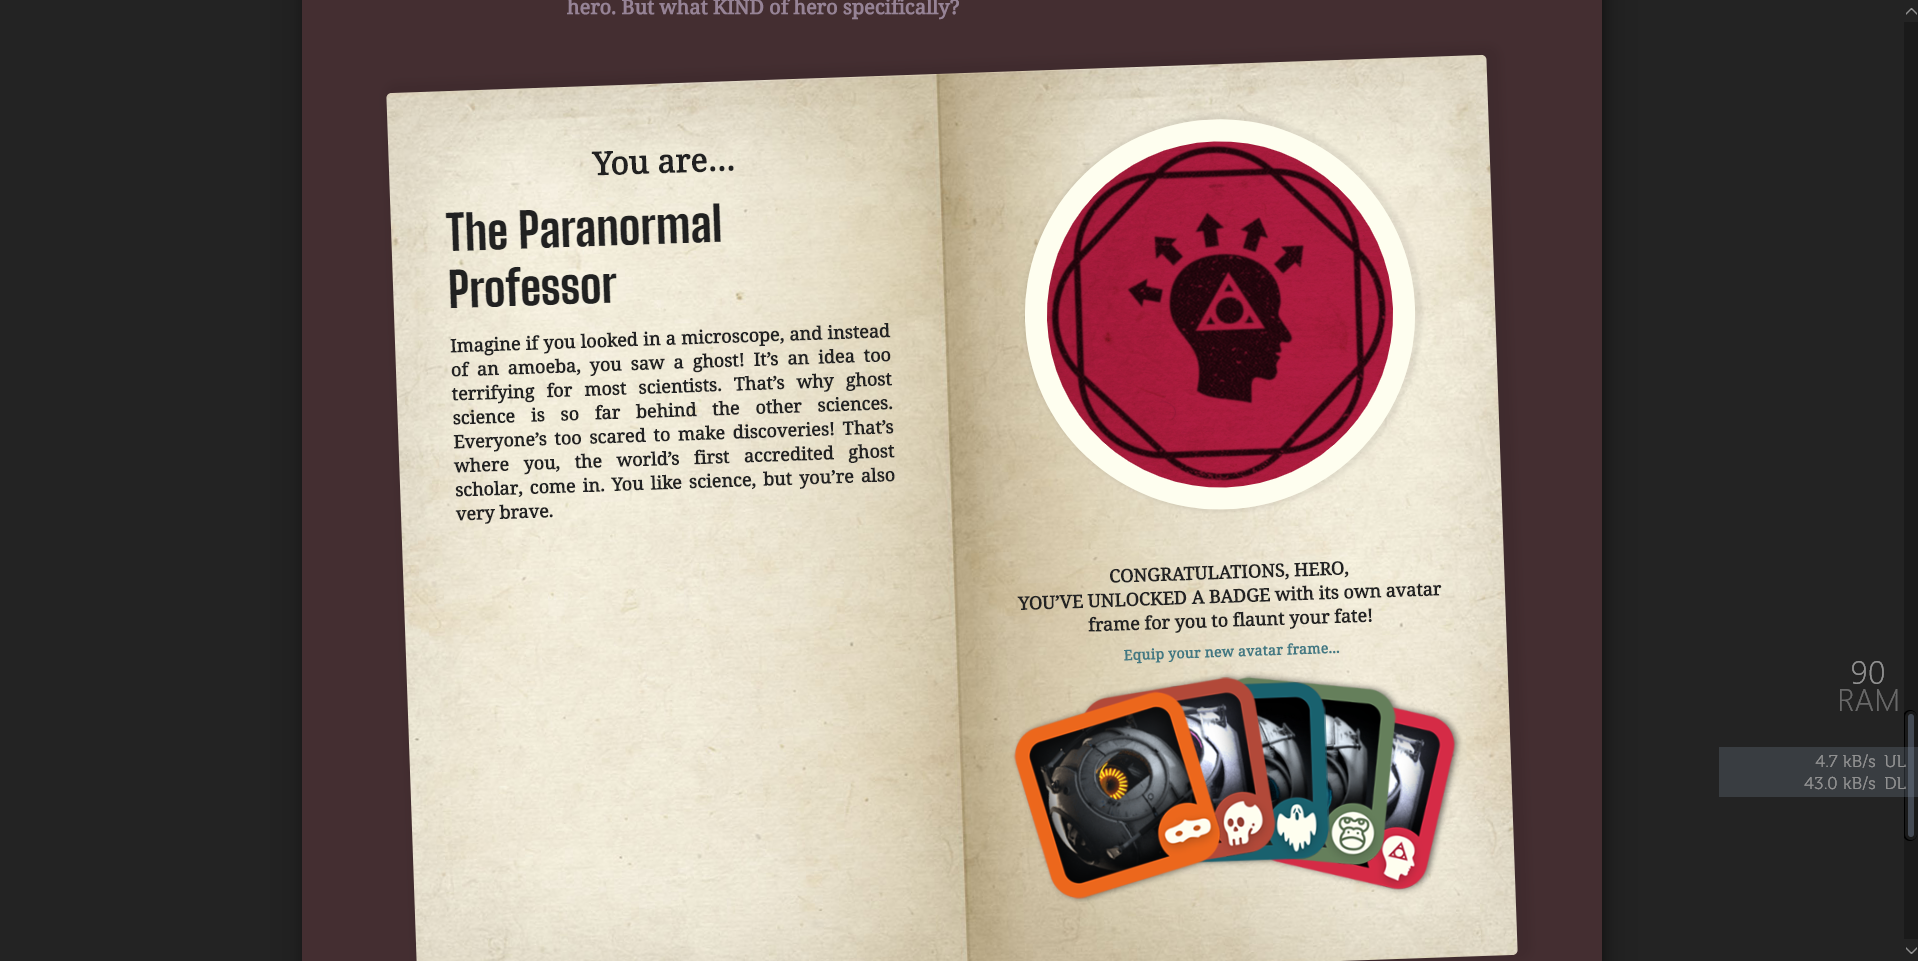 hero. But what KIND of hero specifically?
You are...
The Paranormal
Professor
Imagine if you looked in a microscope, and instead
of an amoeba, you saw a ghost! It’s an idea too
terrifying for most scientists. That’s why ghost
science is so far behind the other sciences.
Everyone’s too scared to make discoveries! That’s
where you, the world’s first accredited ghost
scholar, come in. You like science, but you’re also
very brave.
CONGRATULATIONS, HERO,
YOU’VE UNLOCKED A BADGE with its own avatar
frame for you to flaunt your fate!
Equip your new avatar frame...
90
RAM
4.7 kB/s UL
43.0 kB/s DL